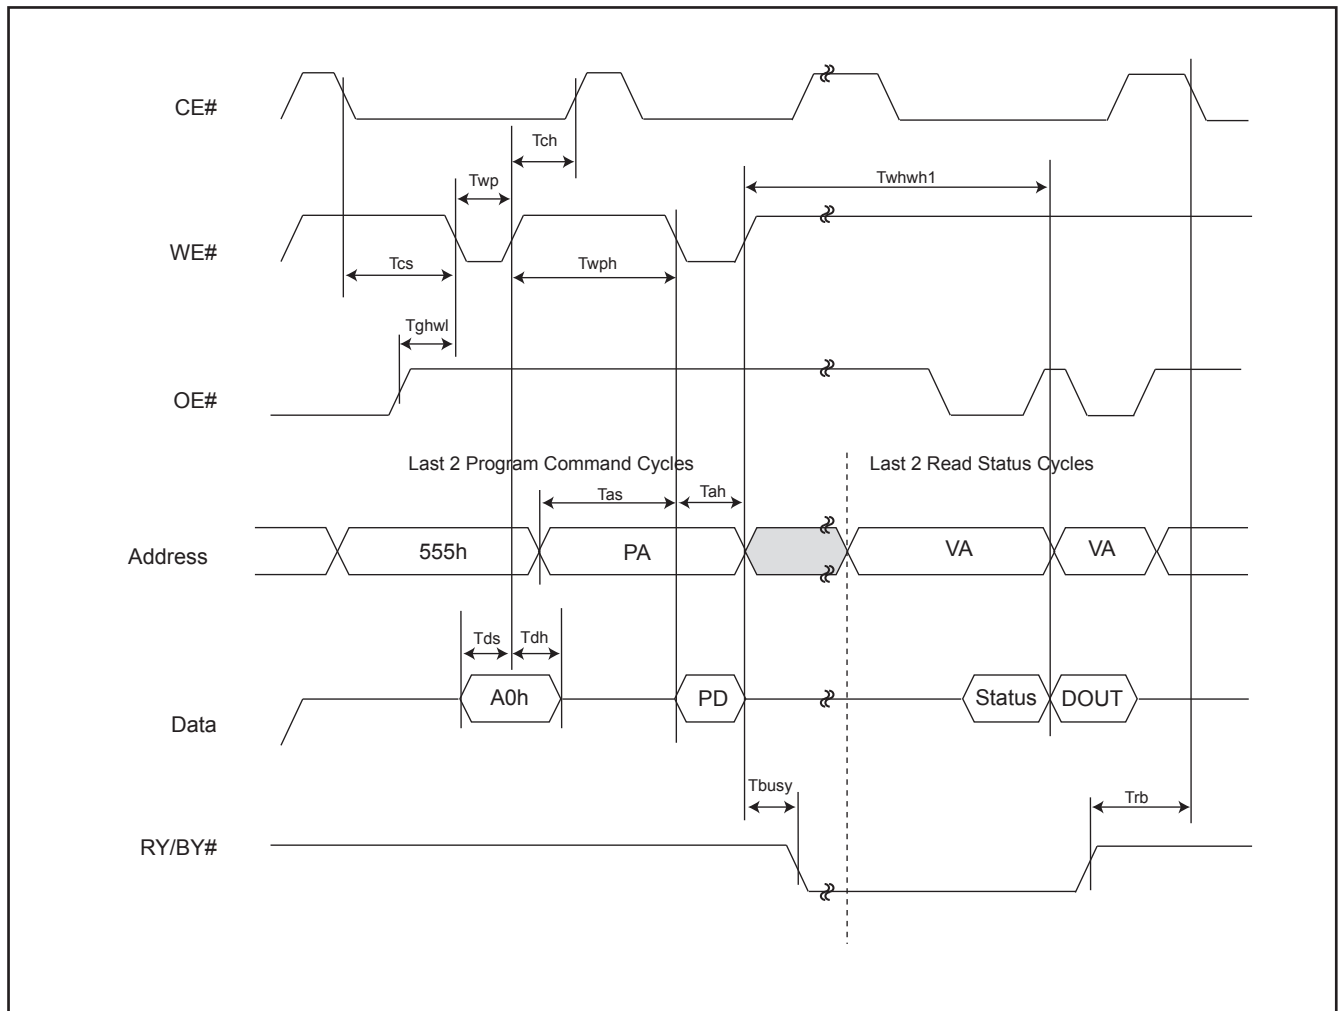 CE#
Tch
Twp
Twhwh1
WE#
Tcs
Twph
Tghwl
OE#
Last 2 Program Command Cycles
Last 2 Read Status Cycles
Tas
Tah
Address
555h
PA
VA
VA
Tds
Tdh
A0h
PD
Status
DOUT
Data
Tbusy
Trb
RY/BY#